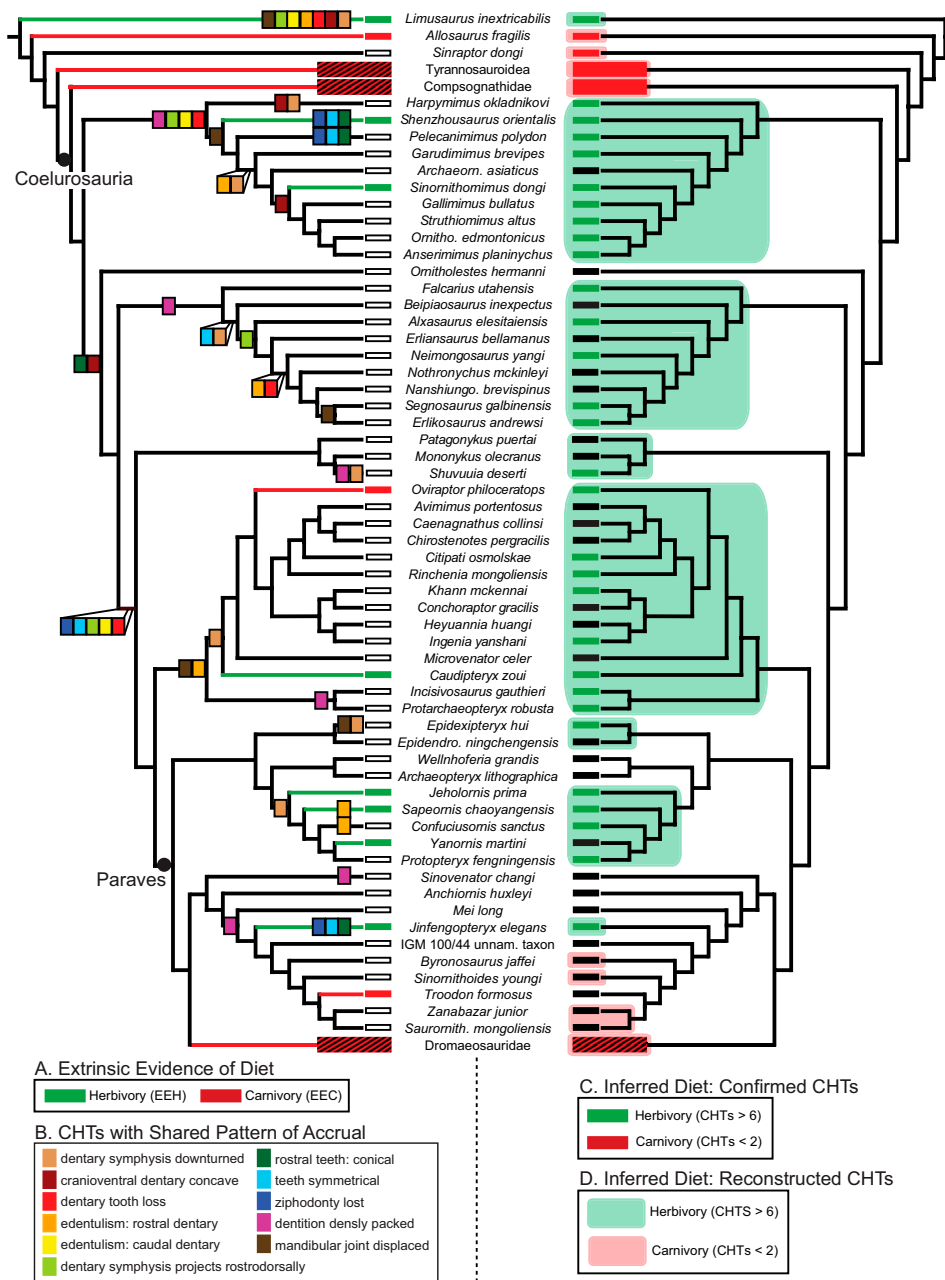 Limusaurus inextricabilis
Allosaurus fragilis
Sinraptor dongi
Tyrannosauroidea
Compsognathidae
Harpymimus okladnikovi
Shenzhousaurus orientalis
Pelecanimimus polydon
Garudimimus brevipes
Coelurosauria
Archaeorn. asiaticus
Sinornithomimus dongi
Gallimimus bullatus
Struthiomimus altus
Ornitho. edmontonicus
Anserimimus planinychus
Ornitholestes hermanni
Falcarius utahensis
Beipiaosaurus inexpectus
Alxasaurus elesitaiensis
Erliansaurus bellamanus
Neimongosaurus yangi
Nothronychus mckinleyi
Nanshiungo. brevispinus
Segnosaurus galbinensis
Erlikosaurus andrewsi
Patagonykus puertai
Mononykus olecranus
Shuvuuia deserti
Oviraptor philoceratops
Avimimus portentosus
Caenagnathus collinsi
Chirostenotes pergracilis
Citipati osmolskae
Rinchenia mongoliensis
Khann mckennai
Conchoraptor gracilis
Heyuannia huangi
Ingenia yanshani
Microvenator celer
Caudipteryx zoui
Incisivosaurus gauthieri
Protarchaeopteryx robusta
Epidexipteryx hui
Epidendro. ningchengensis
Wellnhoferia grandis
Archaeopteryx lithographica
Jeholornis prima
Sapeornis chaoyangensis
Confuciusornis sanctus
Yanornis martini
Protopteryx fengningensis
Paraves
Sinovenator changi
Anchiornis huxleyi
Mei long
Jinfengopteryx elegans
IGM 100/44 unnam. taxon
Byronosaurus jaffei
Sinornithoides youngi
Troodon formosus
Zanabazar junior
Saurornith. mongoliensis
Dromaeosauridae
A. Extrinsic Evidence of Diet
Herbivory (EEH) Carnivory (EEC)
B. CHTs with Shared Pattern of Accrual
dentary symphysis downturned
cranioventral dentary concave
dentary tooth loss
edentulism: rostral dentary
edentulism: caudal dentary
dentary symphysis projects rostrodorsally
rostral teeth: conical
teeth symmetrical
ziphodonty lost
dentition densly packed
mandibular joint displaced
C. Inferred Diet: Confirmed CHTs
Herbivory (CHTs > 6)
Carnivory (CHTs < 2)
D. Inferred Diet: Reconstructed CHTs
Herbivory (CHTS > 6)
Carnivory (CHTs < 2)